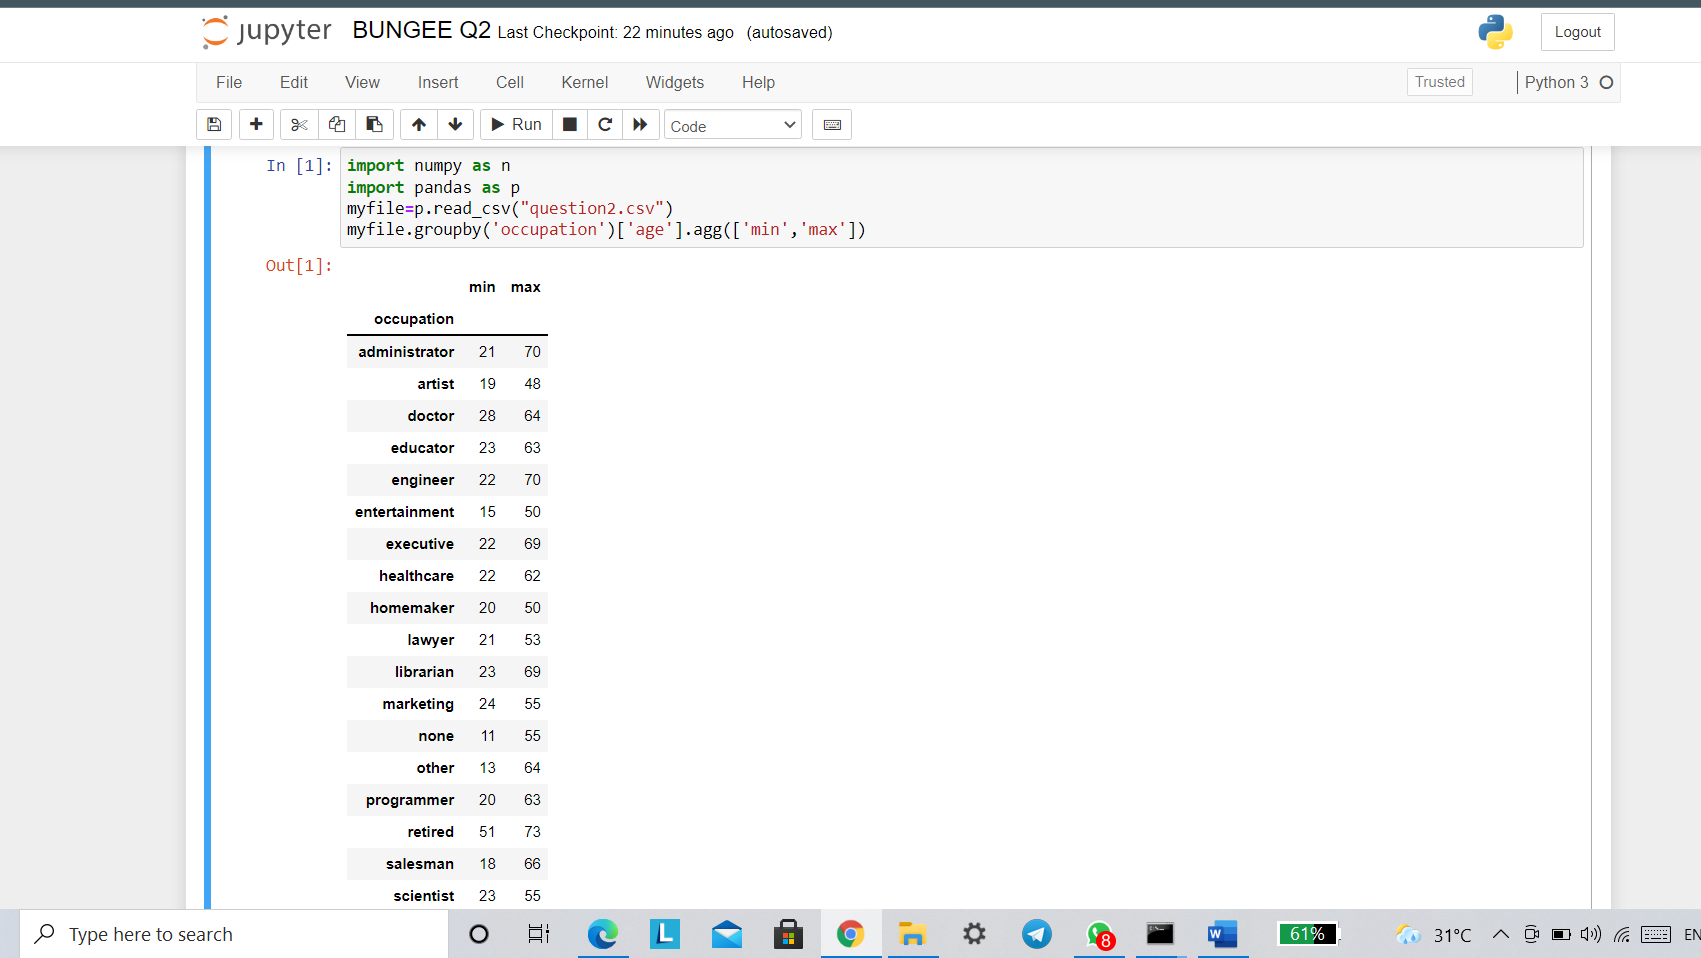 jupyter BUNGEE Q2 Last Checkpoint: 22 minutes ago (autosaved)
Logout
File Edit View Insert Cell Kernel Widgets Help
Trusted
Python 3
Run
Code
In [1]: import numpy as n
import pandas as p
myfile=p.read_csv("question2.csv")
myfile.groupby('occupation')['age'].agg(['min','max'])
Out[1]:
min max
occupation
administrator 21 70
artist 19 48
doctor 28 64
educator 23 63
engineer 22 70
entertainment 15 50
executive 22 69
healthcare 22 62
homemaker 20 50
lawyer 21 53
librarian 23 69
marketing 24 55
none 11 55
other 13 64
programmer 20 63
retired 51 73
salesman 18 66
scientist 23 55
Type here to search
L
8
W
61%
31°C
EN